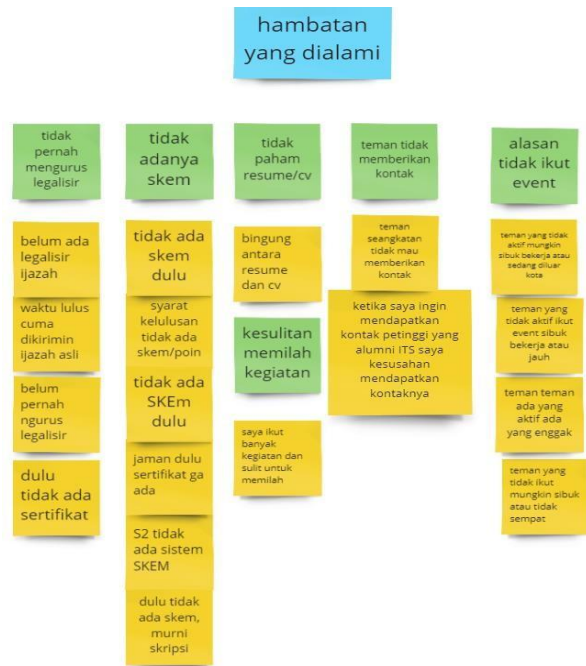 hambatan
yang dialami
tidak
pernah
mengurus
legalisir
belum ada
legalisir
ijazah
waktu lulus
cuma
dikirimin
ijazah asli
belum
pernah
ngurus
legalisir
dulu
tidak ada
sertifikat
tidak
adanya
skem
tidak ada
skem
dulu
syarat
kelulusan
tidak ada
skem/poin
tidak ada
SKEm
dulu
jaman dulu
sertifikat ga
ada
S2 tidak
ada sistem
SKEM
dulu tidak
ada skem,
murni
skripsi
tidak
paham
resume/cv
bingung
antara
resume
dan cv
kesulitan
memilah
kegiatan
saya ikut
banyak
kegiatan dan
sulit untuk
memilah
teman tidak
memberikan
kontak
teman
seangkatan
tidak mau
memberikan
kontak
ketika saya ingin
mendapatkan
kontak petinggi yang
alumni ITS saya
kesusahan
mendapatkan
kontaknya
alasan
tidak ikut
event
teman yang tidak
aktif mungkin
sibuk bekerja atau
sedang diluar
kota
teman yang
tidak aktif ikut
event sibuk
bekerja atau
jauh
teman teman
ada yang
aktif ada
yang enggak
teman yang
tidak ikut
mungkin sibuk
atau tidak
sempat